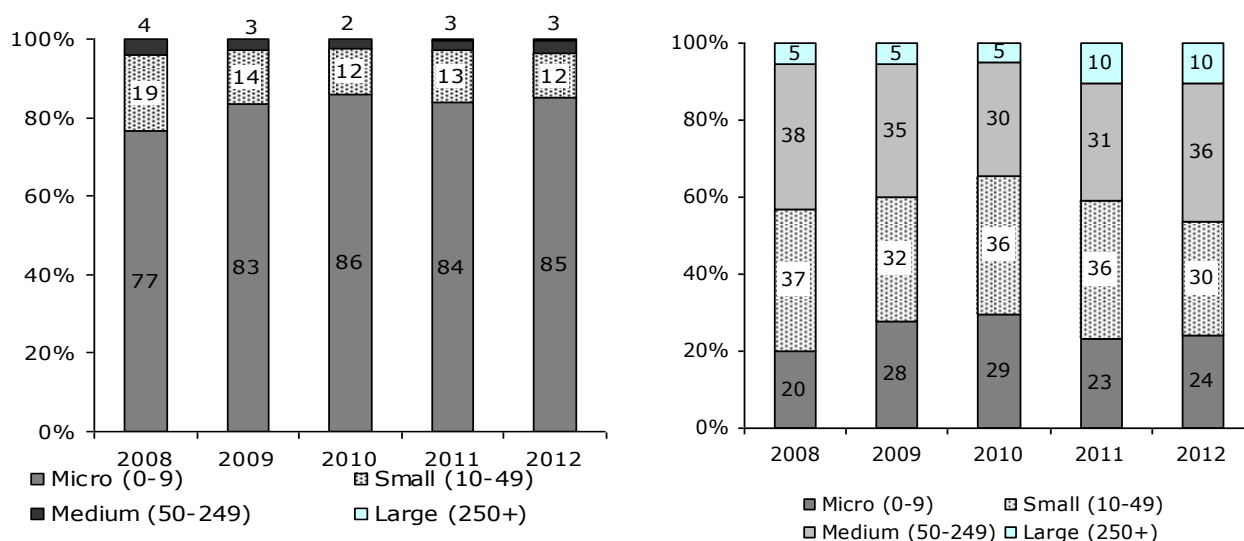 4 3 2 3 3
100%
19 14 12 13 12
80%
60%
77 83 86 84 85
40%
20%
0%
2008 2009 2010 2011 2012
Micro (0-9) Small (10-49)
Medium (50-249) Large (250+)
100%
5 5 5 10 10
80%
38 35 30 31 36
60%
37 32 36 36 30
40%
20%
20 28 29 23 24
0%
2008 2009 2010 2011 2012
Micro (0-9) Small (10-49)
Medium (50-249) Large (250+)